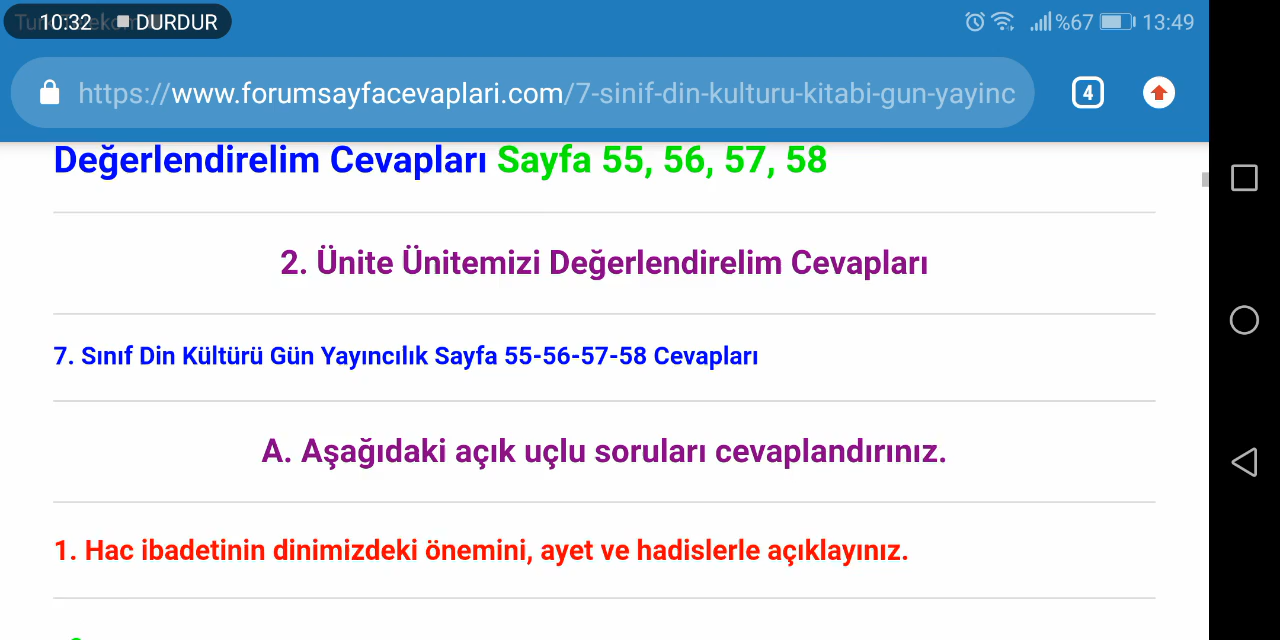 10:32 DURDUR %67 13:49
https://www.forumsayfacevaplari.com/7-sinif-din-kulturu-kitabi-gun-yayinc 4
Değerlendirelim Cevapları Sayfa 55, 56, 57, 58
2. Ünite Ünitemizi Değerlendirelim Cevapları
7. Sınıf Din Kültürü Gün Yayıncılık Sayfa 55-56-57-58 Cevapları
A. Aşağıdaki açık uçlu soruları cevaplandırınız.
1. Hac ibadetinin dinimizdeki önemini, ayet ve hadislerle açıklayınız.